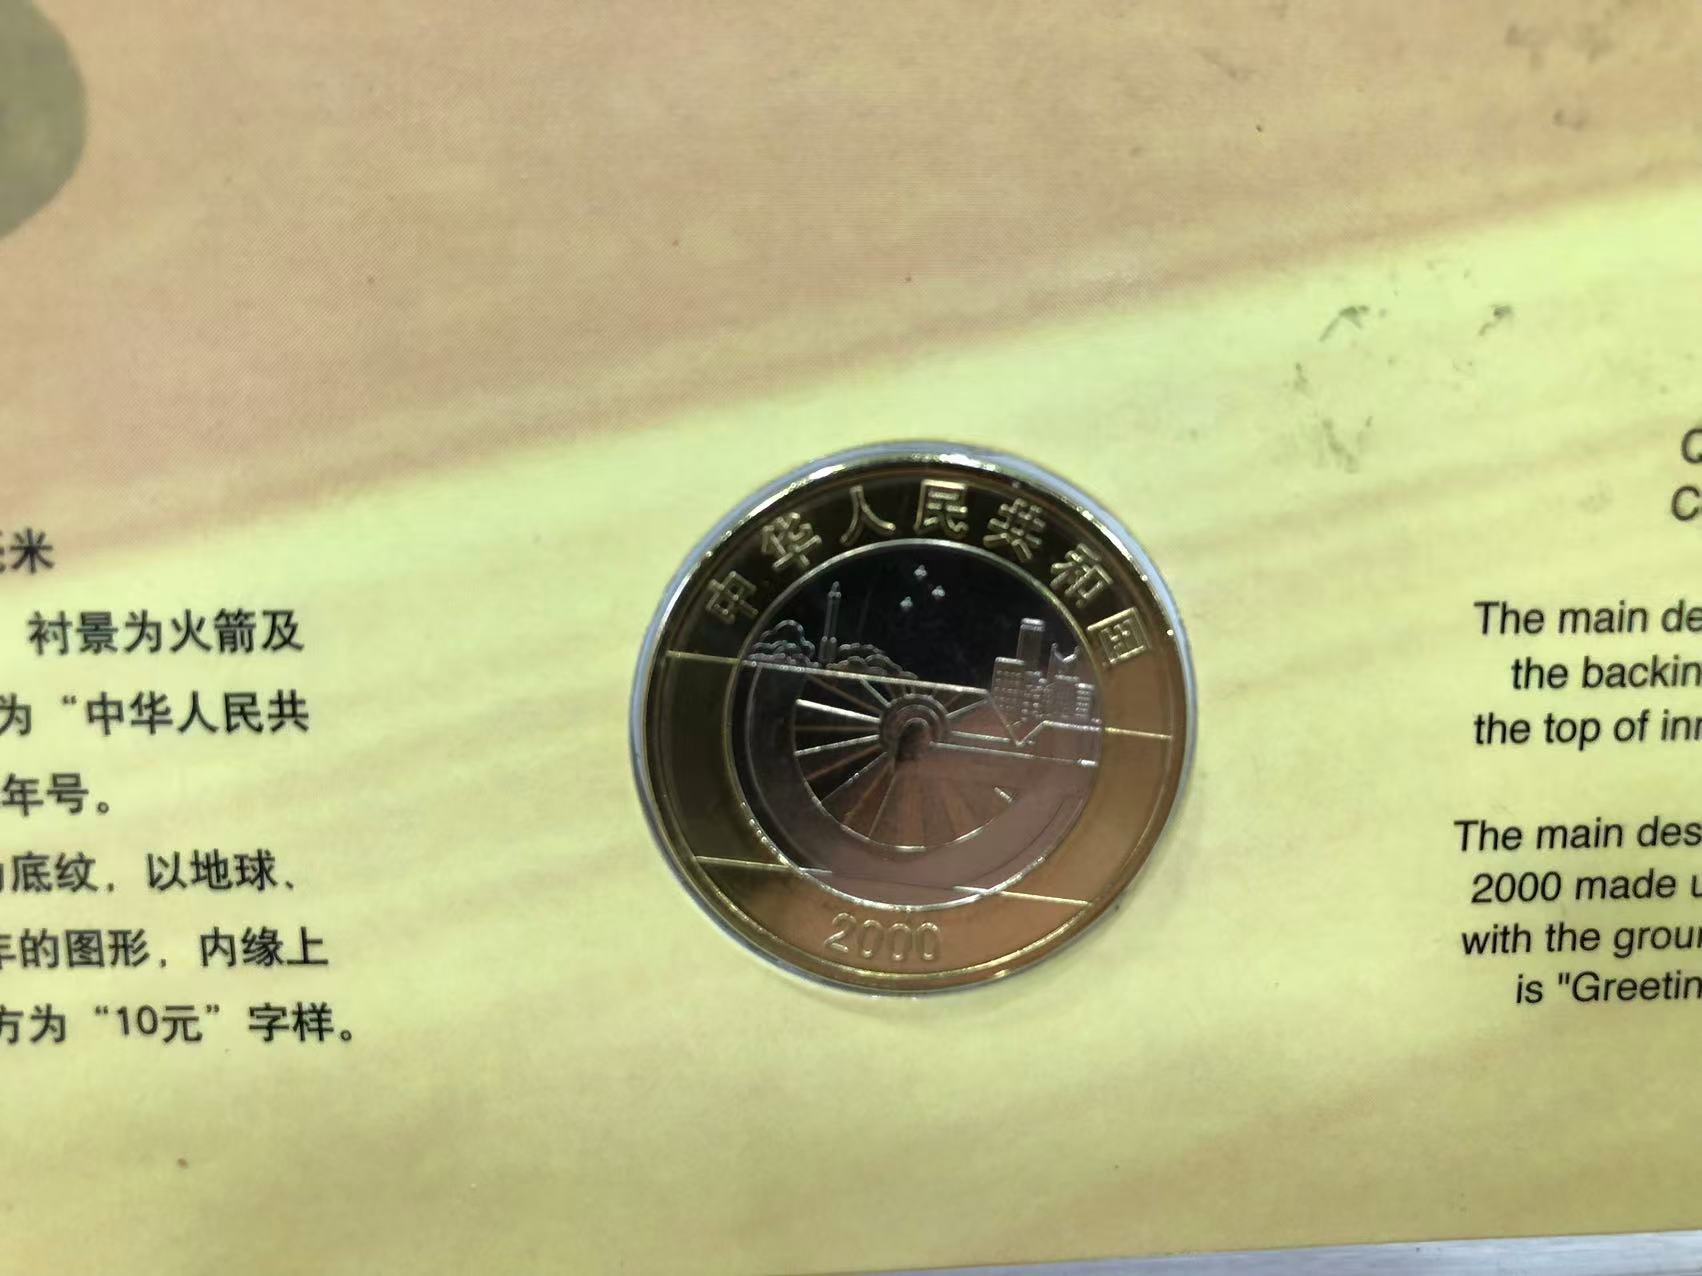 米
衬景为火箭及
为“中华人民共
年号。
底纹，以地球、
年的图形，内缘上
方为“10元”字样。
中华人民共和国
2000
The main de
the backin
the top of inn
The main des
2000 made u
with the grour
is "Greetin